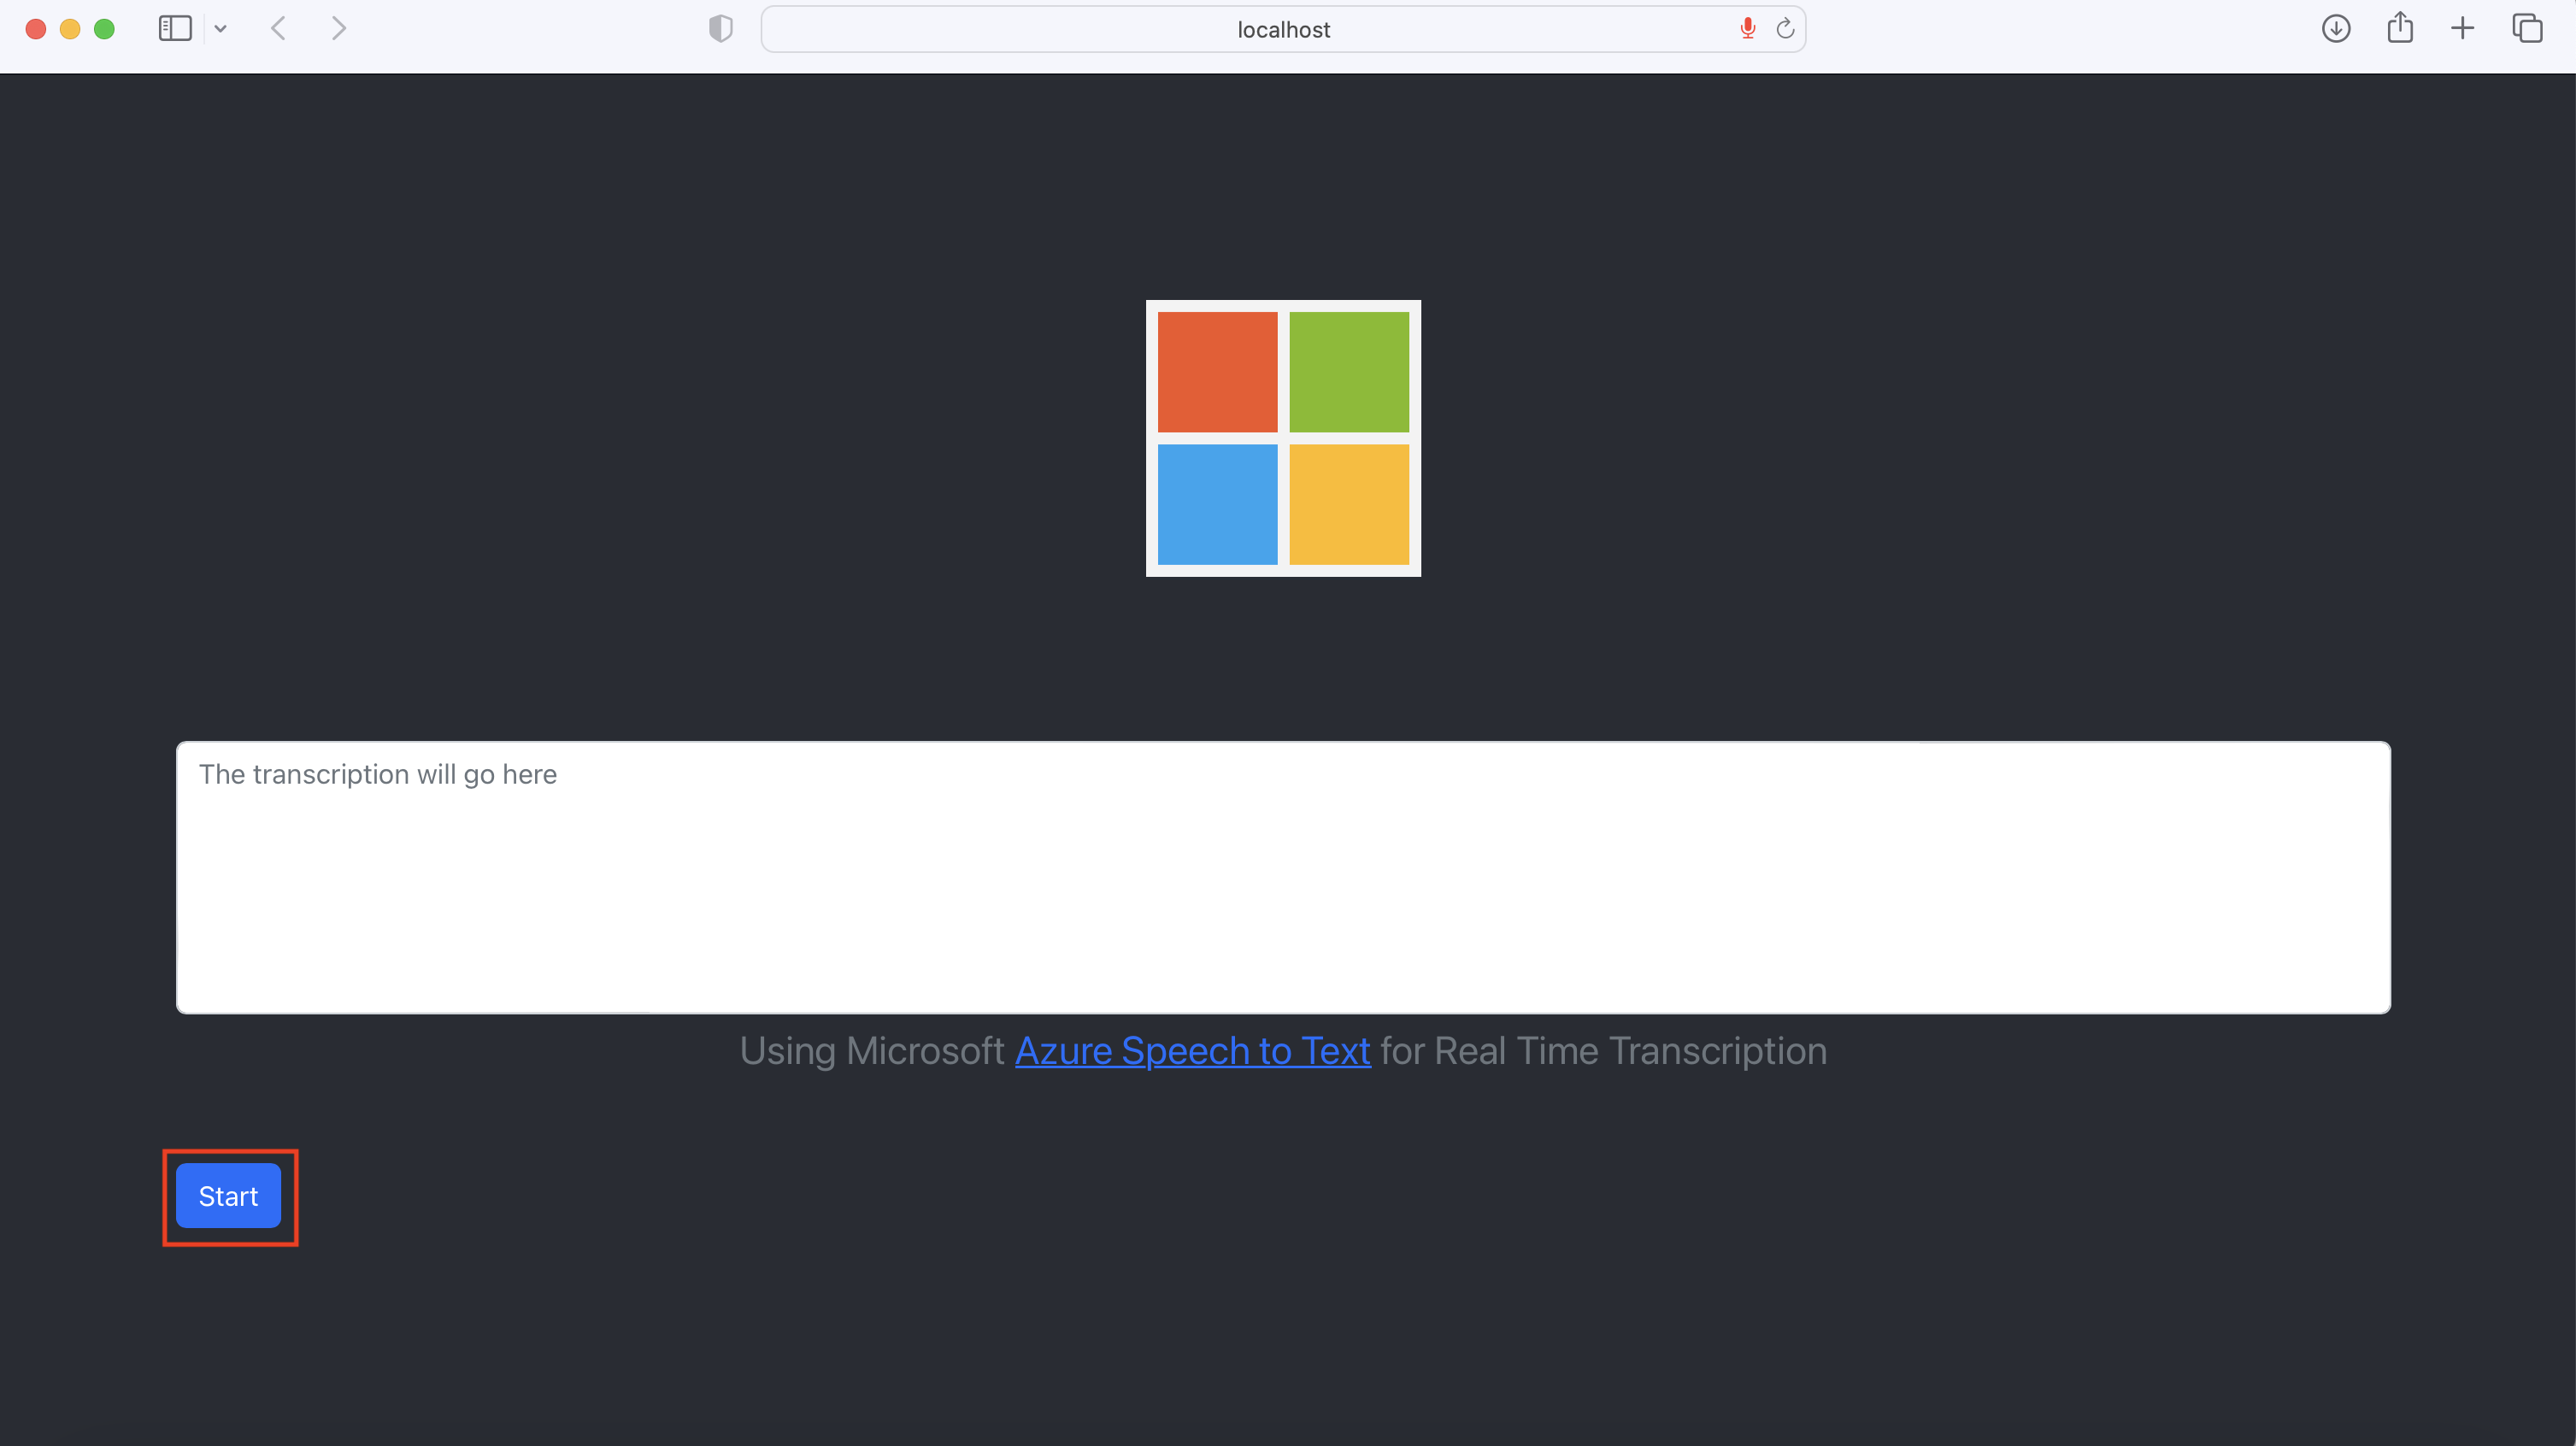 localhost
The transcription will go here
Using Microsoft Azure Speech to Text for Real Time Transcription
Start